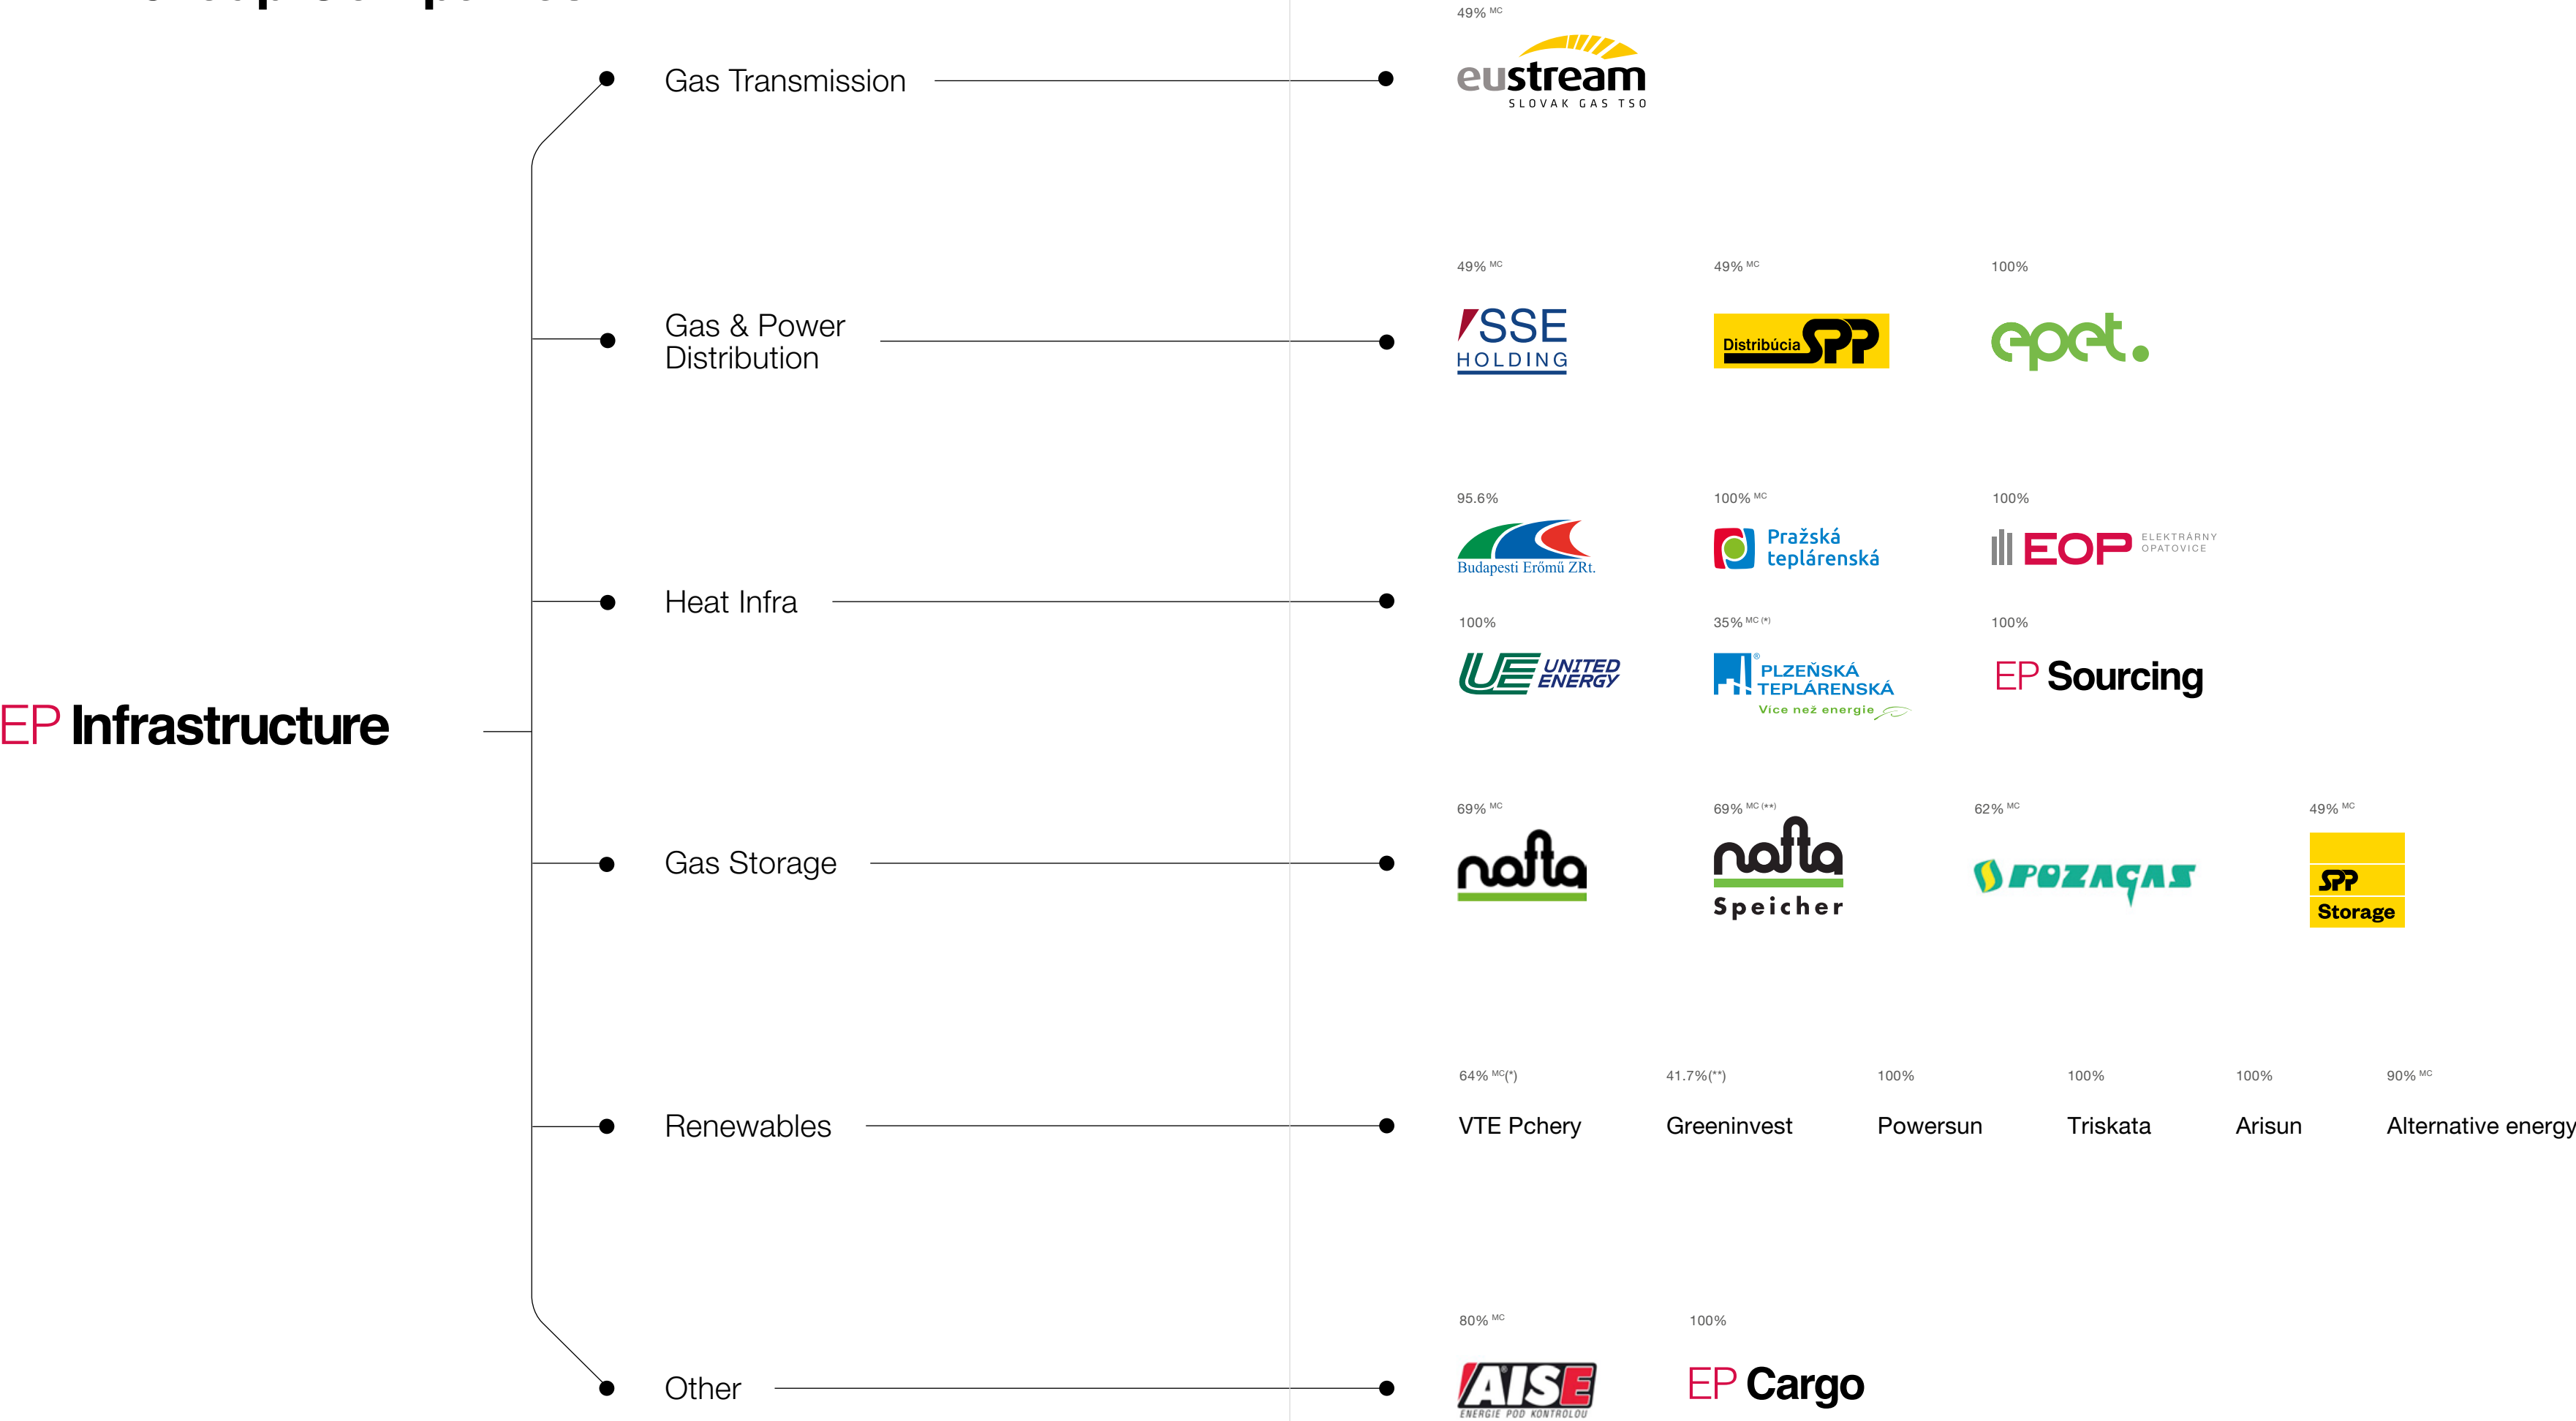 Gas Transmission
49% MC
eustream
SLOVAK GAS TSO
Gas & Power
Distribution
49% MC
SSE
HOLDING
49% MC
Distribúcia SPP
100%
epet.
Heat Infra
95.6%
Budapesti Erőmű ZRt.
100% MC
Pražská
teplárenská
100%
EOP ELEKTRÁRNY
OPATOVICE
100%
UE UNITED
ENERGY
35% MC (*)
PLZEŇSKÁ ®
TEPLÁRENSKÁ
Více než energie
100%
EP Sourcing
EP Infrastructure
Gas Storage
69% MC
nafta
69% MC (**)
nafta
Speicher
62% MC
POZAGAS
49% MC
SPP
Storage
Renewables
64% MC(*)
VTE Pchery
41.7%(**)
Greeninvest
100%
Powersun
100%
Triskata
100%
Arisun
90% MC
Alternative energy
Other
80% MC
AISE
ENERGIE POD KONTROLOU
100%
EP Cargo